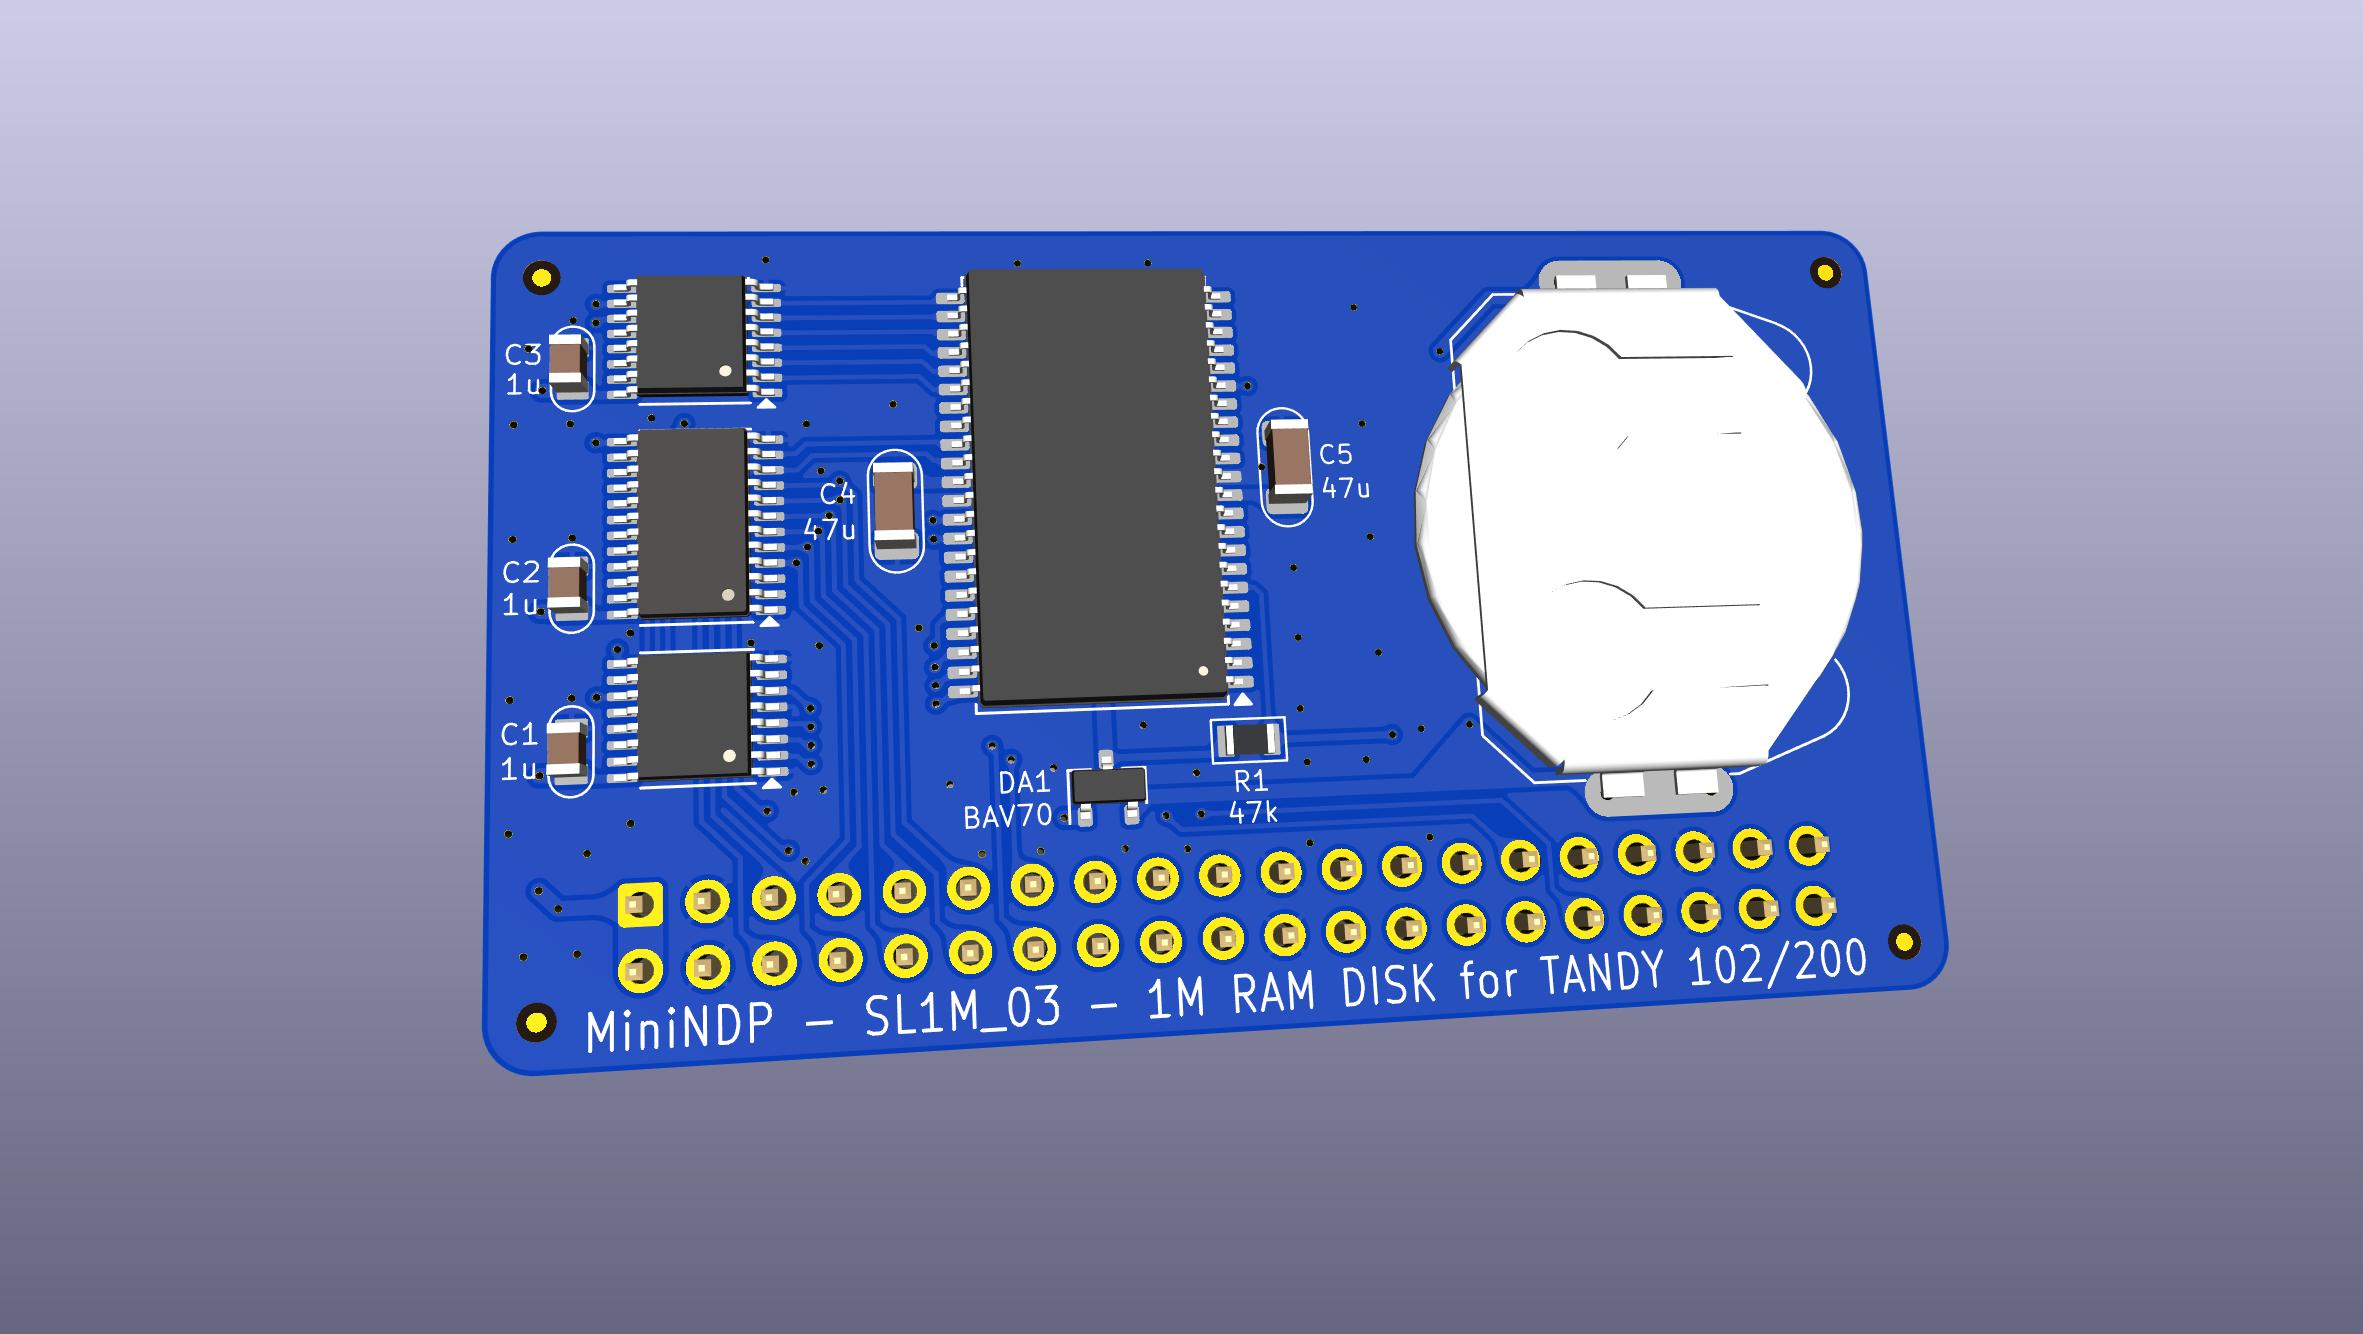 C3
1u
C4
47u
C5
47u
C2
1u
C1
1u
DA1
BAV70
R1
47k
MiniNDP - SL1M_03 - 1M RAM DISK for TANDY 102/200